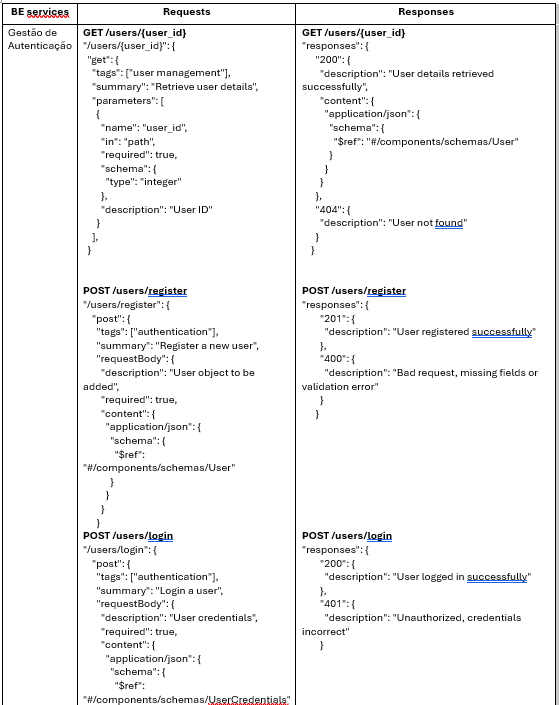 BE services
Requests
Responses
Gestão de
Autenticação
GET /users/{user_id}
"/users/{user_id}": {
"get": {
"tags": ["user management"],
"summary": "Retrieve user details",
"parameters": [
{
"name": "user_id",
"in": "path",
"required": true,
"schema": {
"type": "integer"
},
"description": "User ID"
}
],
}
POST /users/register
"/users/register": {
"post": {
"tags": ["authentication"],
"summary": "Register a new user",
"requestBody": {
"description": "User object to be
added",
"required": true,
"content": {
"application/json": {
"schema": {
"$ref":
"#/components/schemas/User"
}
}
}
}
POST /users/login
"/users/login": {
"post": {
"tags": ["authentication"],
"summary": "Login a user",
"requestBody": {
"description": "User credentials",
"required": true,
"content": {
"application/json": {
"schema": {
"$ref":
"#/components/schemas/UserCredentials"
GET /users/{user_id}
"responses": {
"200": {
"description": "User details retrieved
successfully",
"content": {
"application/json": {
"schema": {
"$ref": "#/components/schemas/User"
}
}
}
},
"404": {
"description": "User not found"
}
}
POST /users/register
"responses": {
"201": {
"description": "User registered successfully"
},
"400": {
"description": "Bad request, missing fields or
validation error"
}
}
POST /users/login
"responses": {
"200": {
"description": "User logged in successfully"
},
"401": {
"description": "Unauthorized, credentials
incorrect"
}